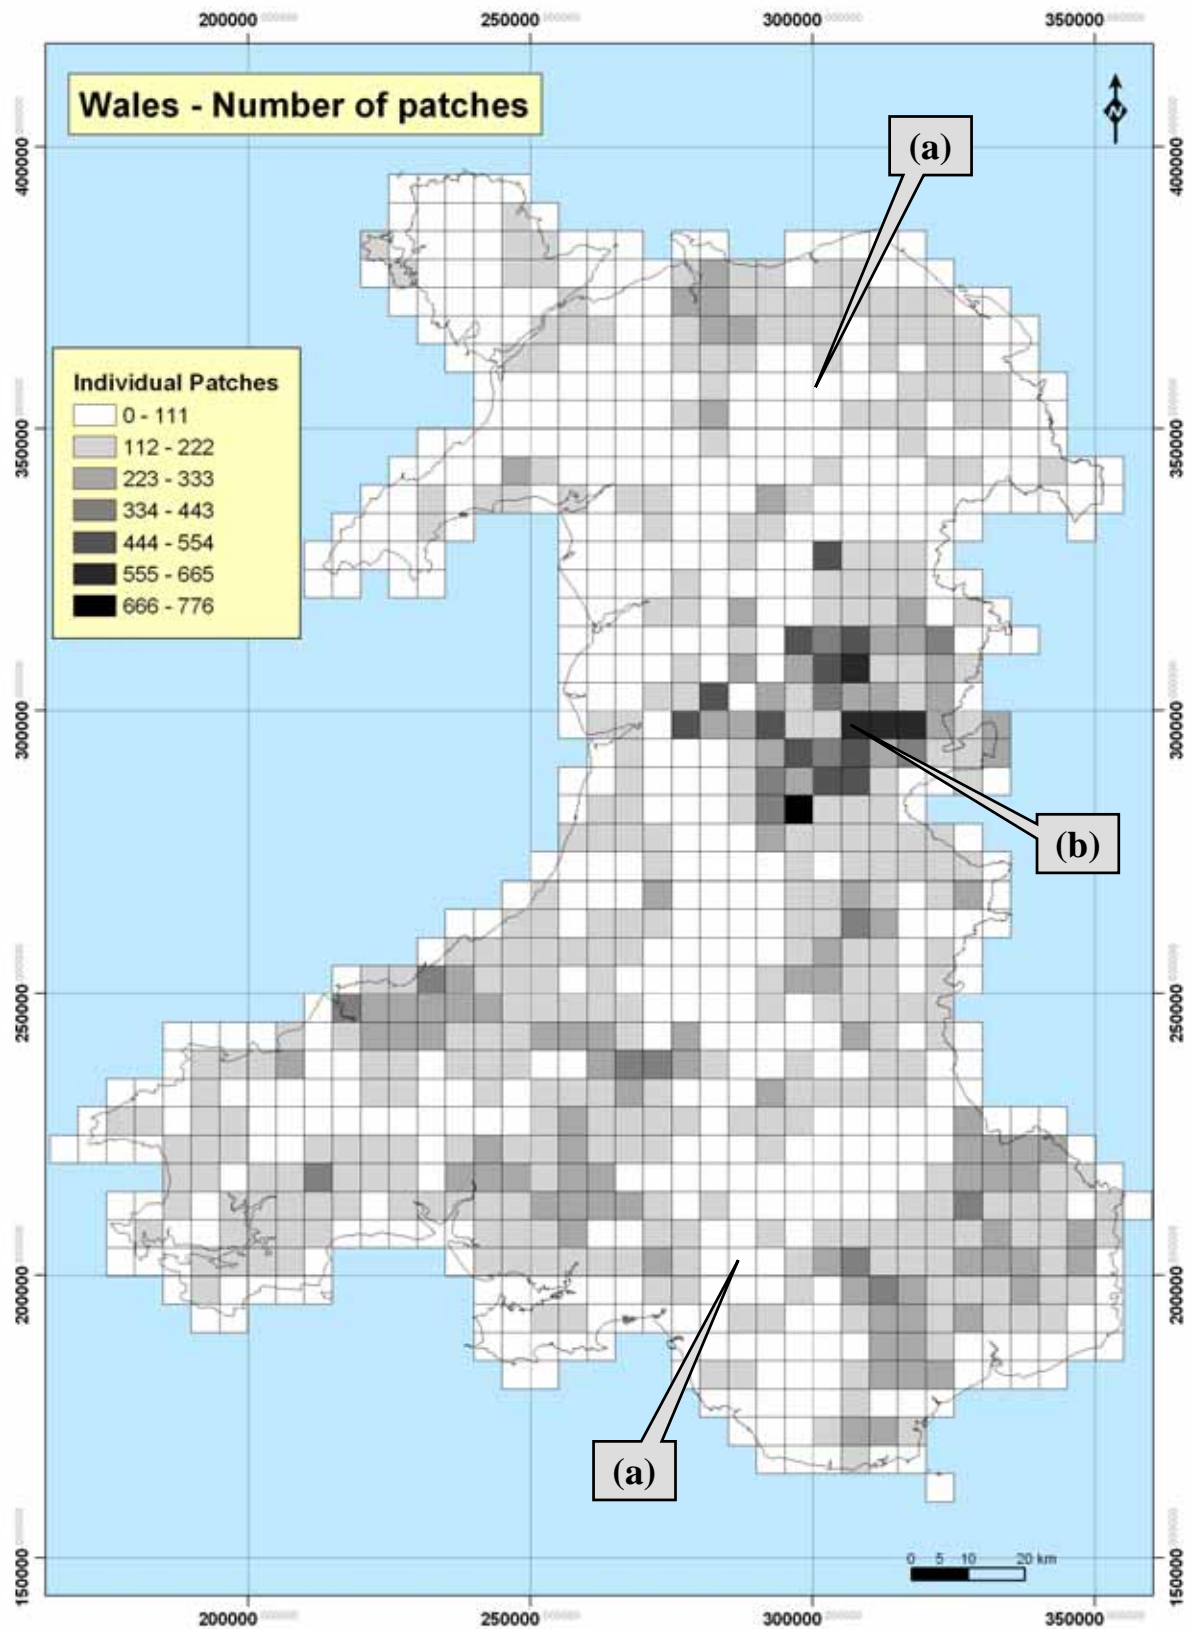 200000 250000 300000 350000
Wales - Number of patches
N
(a)
400000 400000
Individual Patches
0 - 111
112 - 222
223 - 333
334 - 443
444 - 554
555 - 665
666 - 776
350000 350000
300000 300000
(b)
250000 250000
200000 200000
(a)
0 5 10 20 km
150000 150000
200000 250000 300000 350000